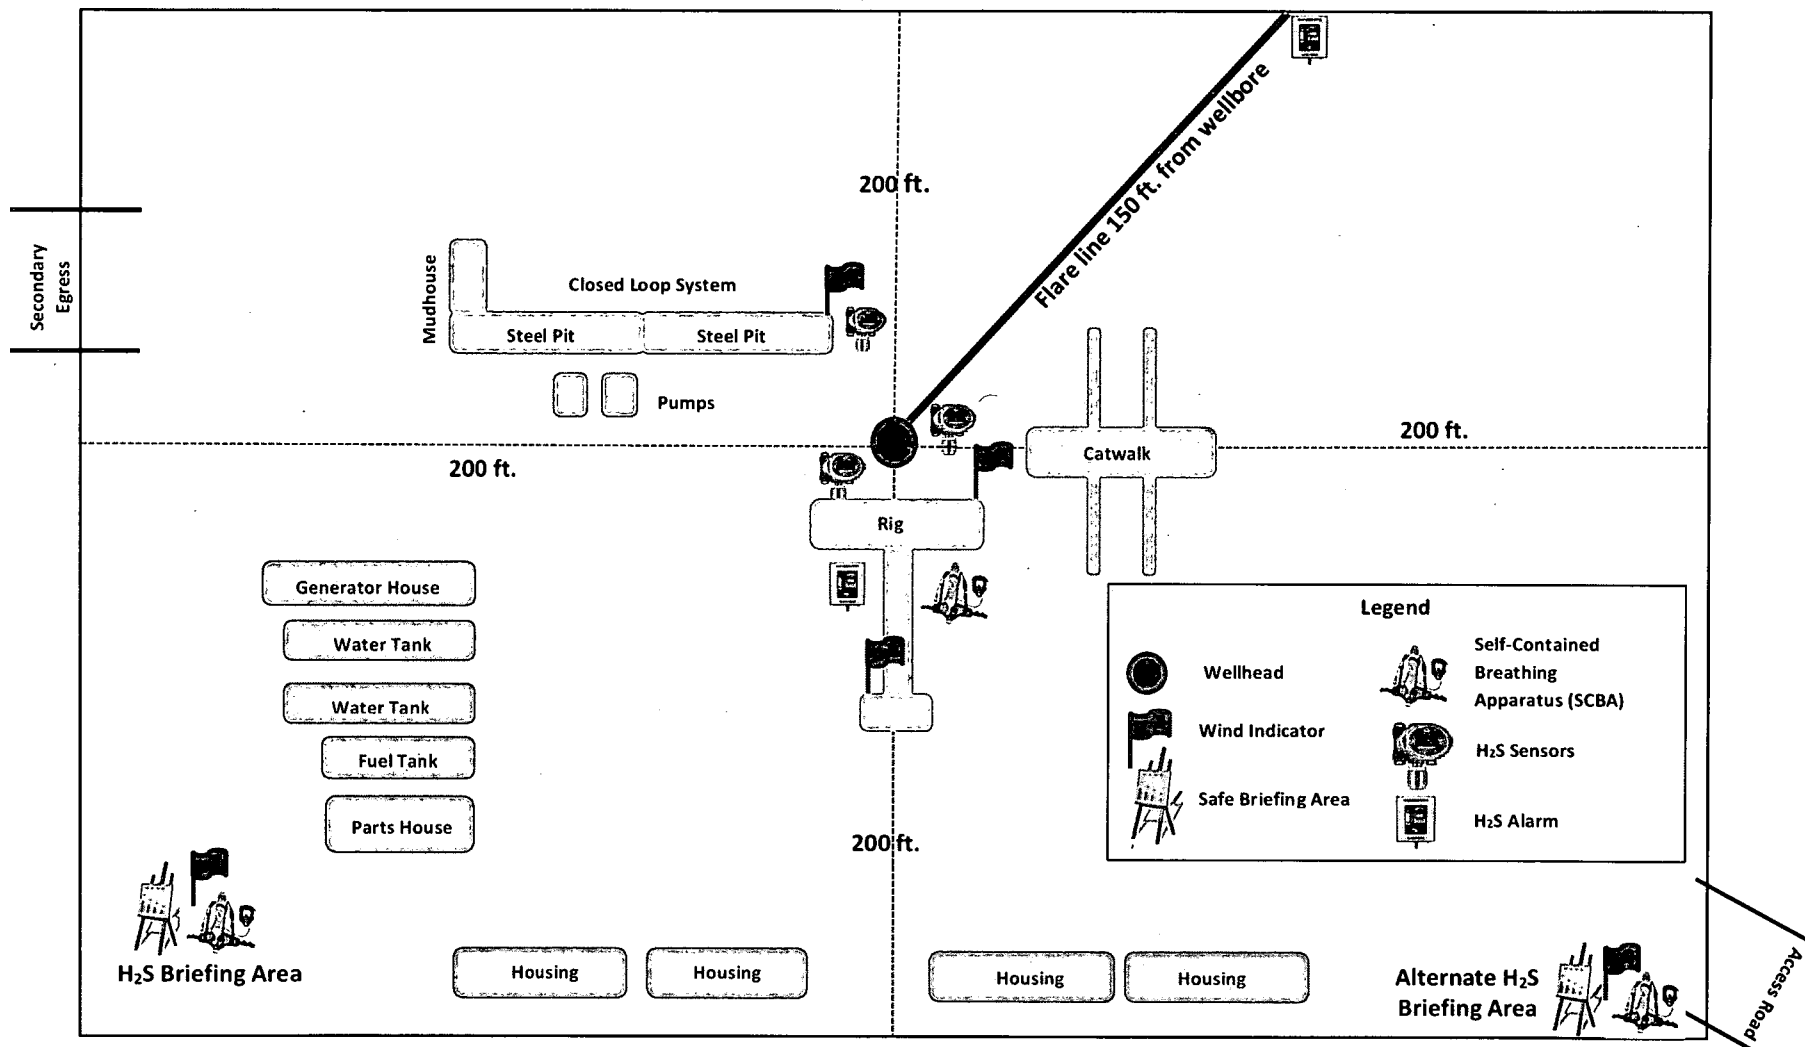 200 ft.
Flare line 150 ft. from wellbore
Secondary
Egress
Mudhouse
Closed Loop System
Steel Pit
Steel Pit
Pumps
200 ft.
200 ft.
Catwalk
Rig
Generator House
Water Tank
Water Tank
Fuel Tank
Parts House
200 ft.
Legend
Wellhead
Wind Indicator
Safe Briefing Area
Self-Contained
Breathing
Apparatus (SCBA)
H₂S Sensors
H₂S Alarm
H₂S Briefing Area
Housing
Housing
Housing
Housing
Alternate H₂S
Briefing Area
Access Road